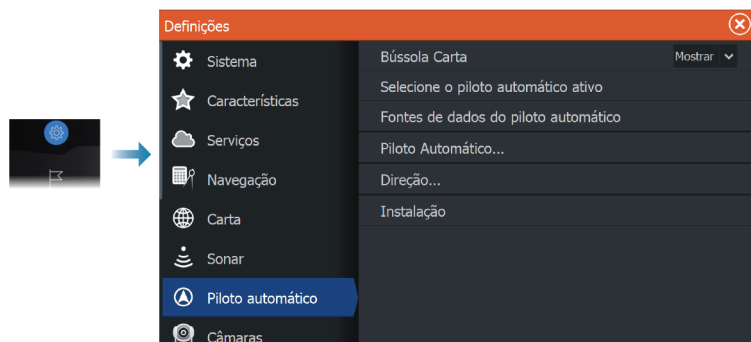 Definições
Sistema
Características
Serviços
Navegação
Carta
Sonar
Piloto automático
Câmaras
Bússola Carta Mostrar
Selecione o piloto automático ativo
Fontes de dados do piloto automático
Piloto Automático...
Direção...
Instalação